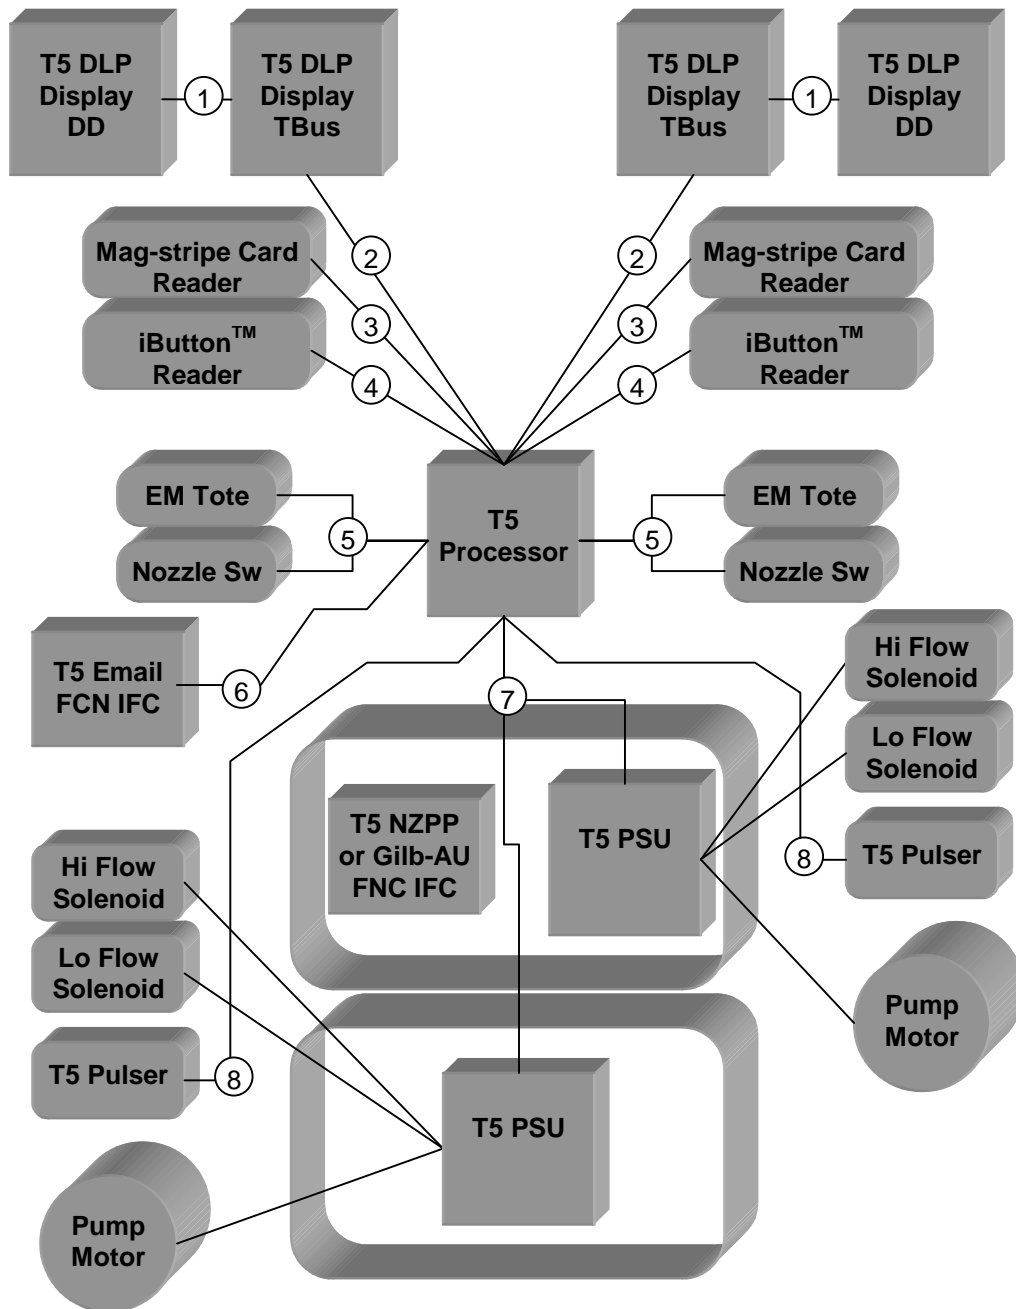 T5 DLP
Display
DD
1
T5 DLP
Display
TBus
T5 DLP
Display
TBus
1
T5 DLP
Display
DD
2
2
Mag-stripe Card
Reader
3
3
Mag-stripe Card
Reader
iButton™
Reader
4
4
iButton™
Reader
EM Tote
Nozzle Sw
5
T5
Processor
5
EM Tote
Nozzle Sw
T5 Email
FCN IFC
6
7
Hi Flow
Solenoid
Lo Flow
Solenoid
T5 NZPP
or Gilb-AU
FNC IFC
T5 PSU
8
T5 Pulser
Hi Flow
Solenoid
Lo Flow
Solenoid
Pump
Motor
T5 Pulser
8
T5 PSU
Pump
Motor